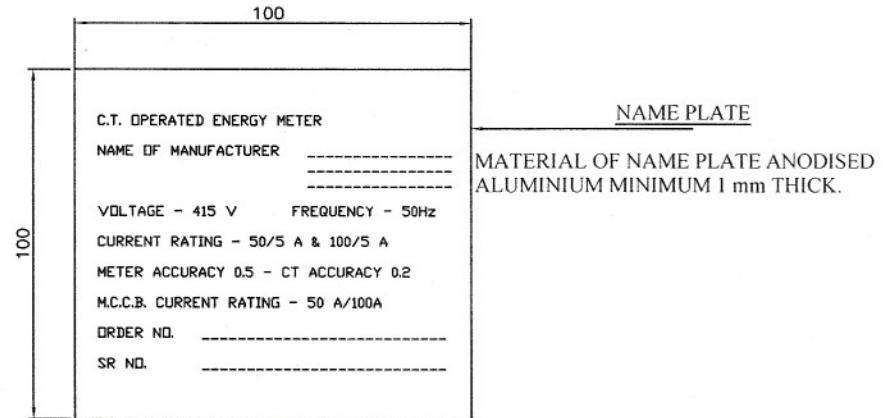 100
100
C.T. OPERATED ENERGY METER
NAME OF MANUFACTURER ----------------
----------------
----------------
VOLTAGE - 415 V FREQUENCY - 50Hz
CURRENT RATING - 50/5 A & 100/5 A
METER ACCURACY 0.5 - CT ACCURACY 0.2
M.C.C.B. CURRENT RATING - 50 A/100A
ORDER NO. ---------------------------
SR NO. ---------------------------
NAME PLATE
MATERIAL OF NAME PLATE ANODISED
ALUMINIUM MINIMUM 1 mm THICK.